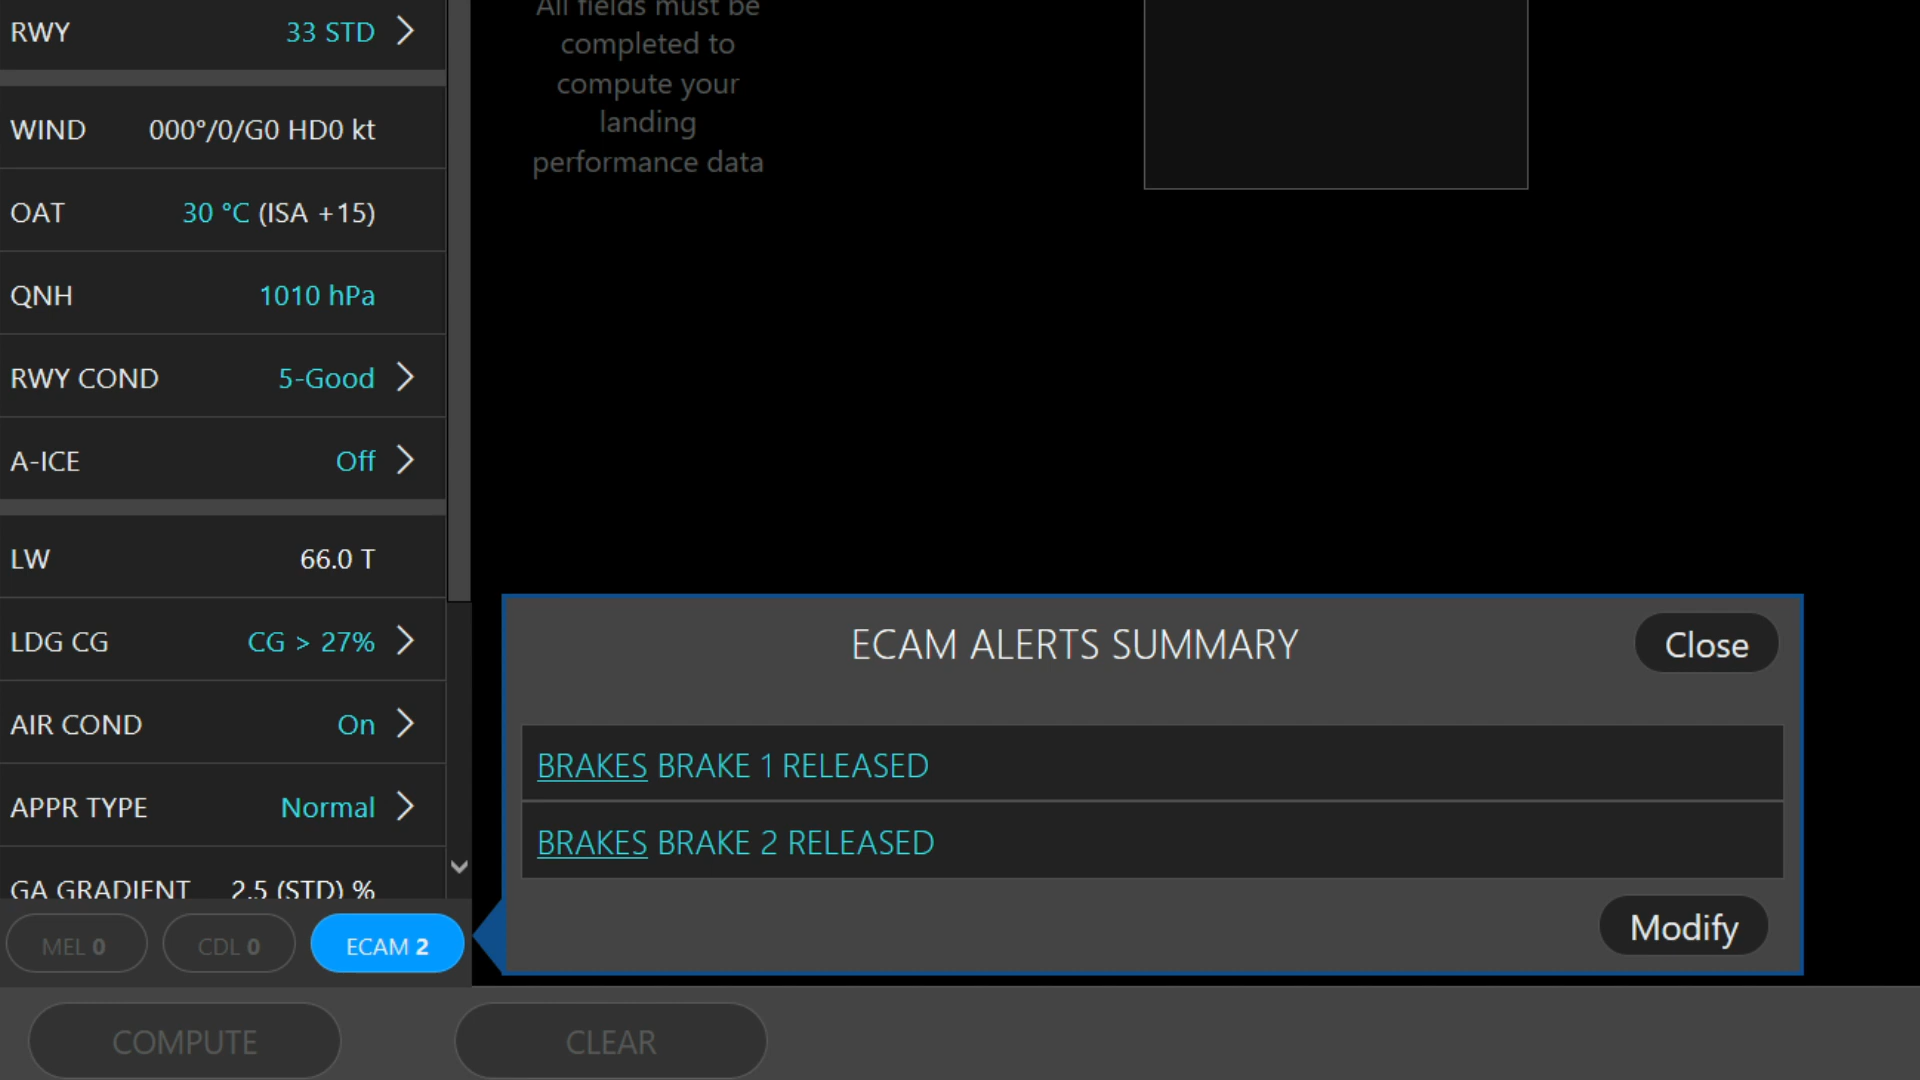 RWY 33 STD
WIND 000°/0/G0 HD0 kt
OAT 30 °C (ISA +15)
QNH 1010 hPa
RWY COND 5-Good
A-ICE Off
LW 66.0 T
LDG CG CG > 27%
AIR COND On
APPR TYPE Normal
GA GRADIENT 2.5 (STD) %
MEL 0 CDL 0 ECAM 2
COMPUTE CLEAR
All fields must be
completed to
compute your
landing
performance data
ECAM ALERTS SUMMARY
Close
BRAKES BRAKE 1 RELEASED
BRAKES BRAKE 2 RELEASED
Modify